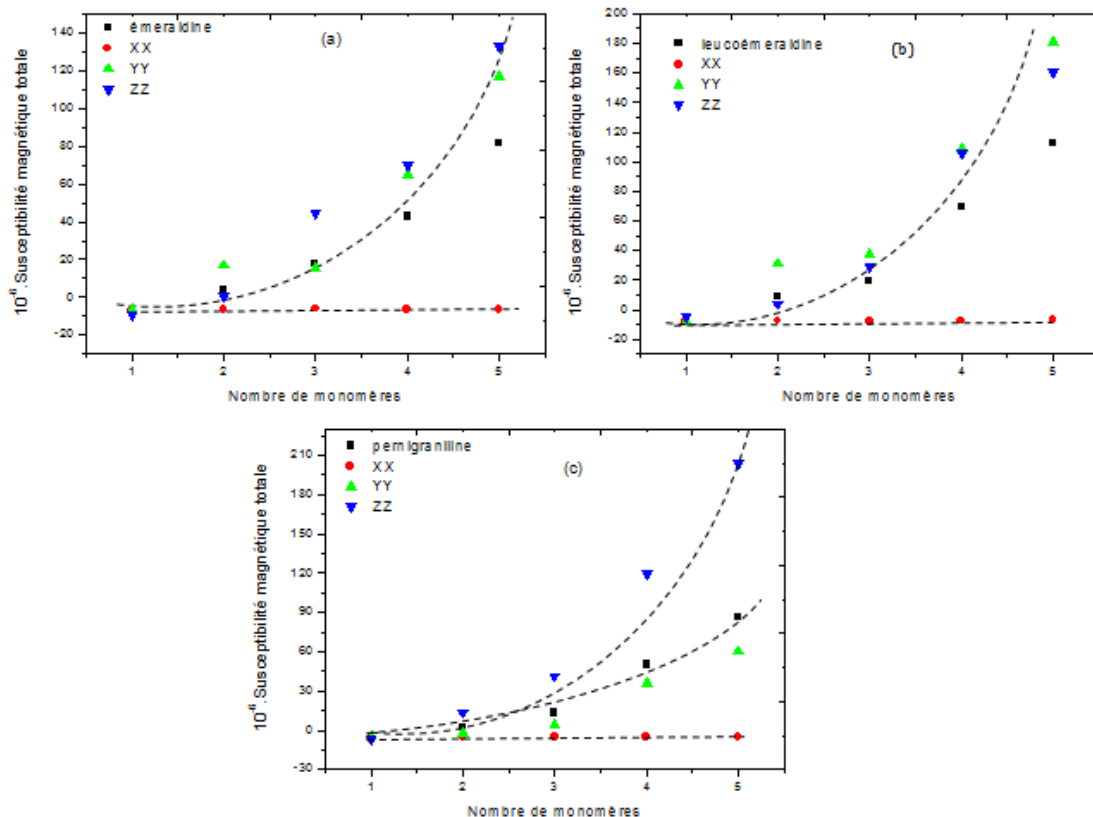 10⁻⁶.Susceptibilité magnétique totale
140
120
100
80
60
40
20
0
-20
émeraldine
XX
YY
ZZ
(a)
1 2 3 4 5
Nombre de monomères
10⁻⁶.Susceptibilité magnétique totale
200
180
160
140
120
100
80
60
40
20
0
-20
leucoémeraldine
XX
YY
ZZ
(b)
1 2 3 4 5
Nombre de monomères
10⁻⁶.Susceptibilité magnétique totale
210
180
150
120
90
60
30
0
-30
pernigraniline
XX
YY
ZZ
(c)
1 2 3 4 5
Nombre de monomères